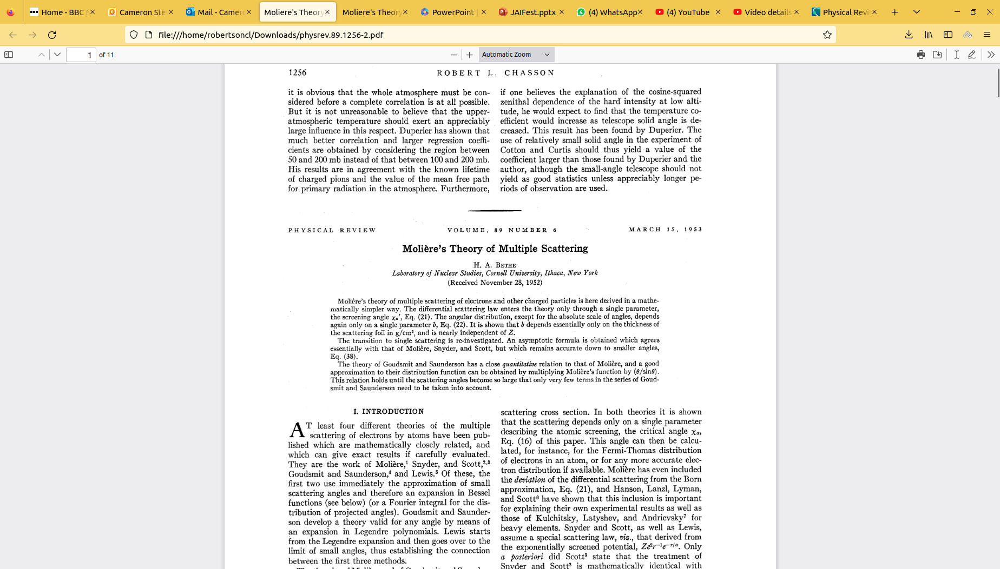 Home - BBC N
Cameron Ste
Mail - Camero
Moliere's Theory
Moliere's Theory
PowerPoint |
JAIFest.pptx
(4) WhatsApp
(4) YouTube
Video details
Physical Revie
file:///home/robertsoncl/Downloads/physrev.89.1256-2.pdf
1 of 11
Automatic Zoom
1256 ROBERT L. CHASSON
it is obvious that the whole atmosphere must be con-
sidered before a complete correlation is at all possible.
But it is not unreasonable to believe that the upper-
atmospheric temperature should exert an appreciably
large influence in this respect. Duperier has shown that
much better correlation and larger regression coeffi-
cients are obtained by considering the region between
50 and 200 mb instead of that between 100 and 200 mb.
His results are in agreement with the known lifetime
of charged pions and the value of the mean free path
for primary radiation in the atmosphere. Furthermore,
if one believes the explanation of the cosine-squared
zenithal dependence of the hard intensity at low alti-
tude, he would expect to find that the temperature co-
efficient would increase as telescope solid angle is de-
creased. This result has been found by Duperier. The
use of relatively small solid angle in the experiment of
Cotton and Curtis should thus yield a value of the
coefficient larger than those found by Duperier and the
author, although the small-angle telescope should not
yield as good statistics unless appreciably longer pe-
riods of observation are used.
PHYSICAL REVIEW VOLUME, 89 NUMBER 6 MARCH 15, 1953
Molière's Theory of Multiple Scattering
H. A. BETHE
Laboratory of Nuclear Studies, Cornell University, Ithaca, New York
(Received November 28, 1952)
Molière's theory of multiple scattering of electrons and other charged particles is here derived in a mathe-
matically simpler way. The differential scattering law enters the theory only through a single parameter,
the screening angle χa′, Eq. (21). The angular distribution, except for the absolute scale of angles, depends
again only on a single parameter b, Eq. (22). It is shown that b depends essentially only on the thickness of
the scattering foil in g/cm², and is nearly independent of Z.
The transition to single scattering is re-investigated. An asymptotic formula is obtained which agrees
essentially with that of Molière, Snyder, and Scott, but which remains accurate down to smaller angles,
Eq. (38).
The theory of Goudsmit and Saunderson has a close quantitative relation to that of Molière, and a good
approximation to their distribution function can be obtained by multiplying Molière's function by (θ/sinθ).
This relation holds until the scattering angles become so large that only very few terms in the series of Goud-
smit and Saunderson need to be taken into account.
I. INTRODUCTION
AT least four different theories of the multiple
scattering of electrons by atoms have been pub-
lished which are mathematically closely related, and
which can give exact results if carefully evaluated.
They are the work of Molière,¹ Snyder, and Scott,²,³
Goudsmit and Saunderson,⁴ and Lewis.⁵ Of these, the
first two use immediately the approximation of small
scattering angles and therefore an expansion in Bessel
functions (see below) (or a Fourier integral for the dis-
tribution of projected angles). Goudsmit and Saunder-
son develop a theory valid for any angle by means of
an expansion in Legendre polynomials. Lewis starts
from the Legendre expansion and then goes over to the
limit of small angles, thus establishing the connection
between the first three methods.
scattering cross section. In both theories it is shown
that the scattering depends only on a single parameter
describing the atomic screening, the critical angle χa,
Eq. (16) of this paper. This angle can then be calcu-
lated, for instance, for the Fermi-Thomas distribution
of electrons in an atom, or for any more accurate elec-
tron distribution if available. Molière has even included
the deviation of the differential scattering from the Born
approximation, Eq. (21), and Hanson, Lanzl, Lyman,
and Scott⁶ have shown that this inclusion is important
for explaining their own experimental results as well as
those of Kulchitsky, Latyshev, and Andrievsky⁷ for
heavy elements. Snyder and Scott, as well as Lewis,
assume a special scattering law, viz., that derived from
the exponentially screened potential, Ze²r⁻¹e⁻ʳ/ᵃ. Only
a posteriori did Scott³ state that the treatment of
Snyder and Scott² is mathematically identical with